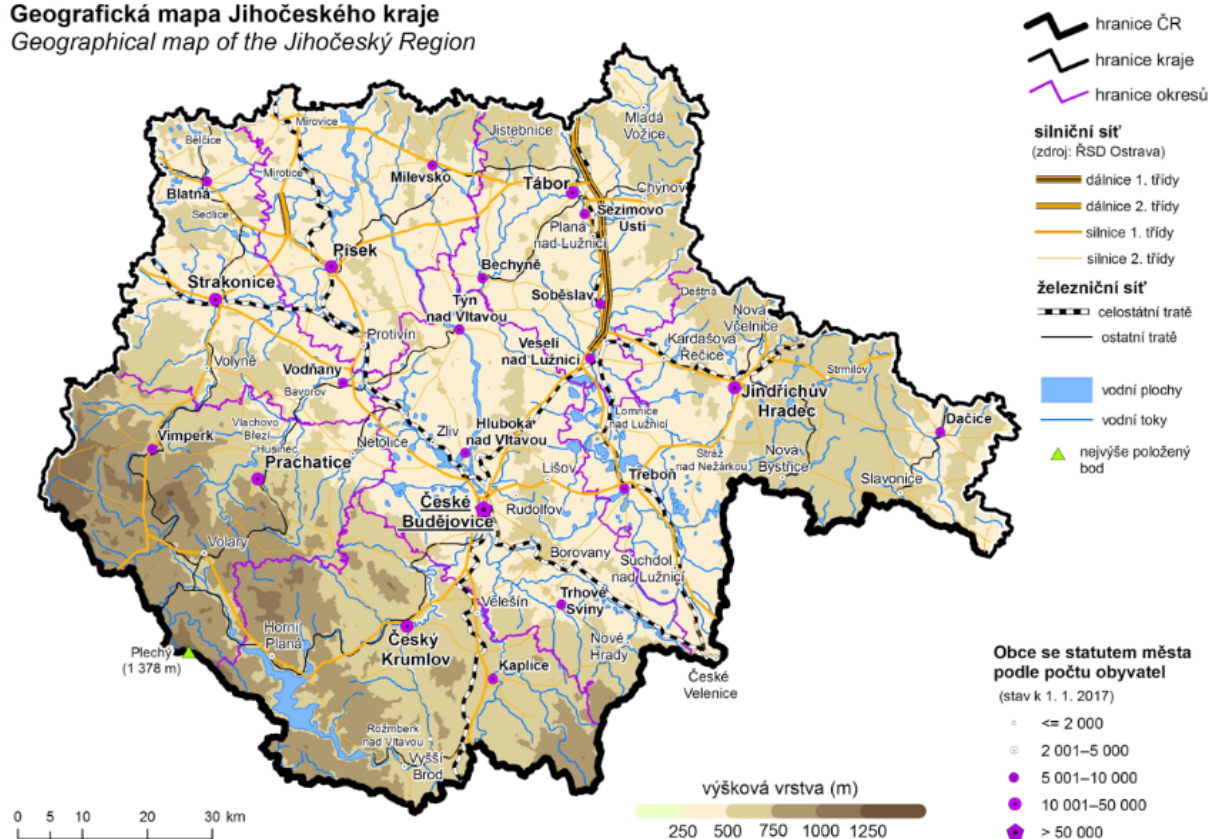 Geografická mapa Jihočeského kraje
Geographical map of the Jihočeský Region
hranice ČR
hranice kraje
hranice okresů
silniční síť
(zdroj: ŘSD Ostrava)
dálnice 1. třídy
dálnice 2. třídy
silnice 1. třídy
silnice 2. třídy
železniční síť
celostátní tratě
ostatní tratě
vodní plochy
vodní toky
nejvýše položený
bod
Mirovice
Bělčice
Jistebnice
Mladá
Vožice
Mirotice
Milevsko
Blatná
Tábor
Chýnov
Sedlice
Sezimovo
Ústí
Planá
nad Lužnicí
Písek
Bechyně
Strakonice
Soběslav
Deštná
Týn
nad Vltavou
Nová
Včelnice
Protivín
Kardašova
Řečice
Veselí
nad Lužnicí
Volyně
Vodňany
Strmilov
Bavorov
Jindřichův
Hradec
Lomnice
nad Lužnicí
Dačice
Vlachovo
Březí
Hluboká
nad Vltavou
Zliv
Netolice
Vimperk
Husinec
Prachatice
Stráž
nad Nežárkou
Nová
Bystřice
Lišov
Třeboň
Slavonice
České
Budějovice
Rudolfov
Volary
Borovany
Suchdol
nad Lužnicí
Trhové
Sviny
Velešín
Horní
Planá
Český
Krumlov
Nové
Hrady
Plechý
(1 378 m)
Kaplice
České
Velenice
Rožmberk
nad Vltavou
Vyšší
Brod
Obce se statutem města
podle počtu obyvatel
(stav k 1. 1. 2017)
<= 2 000
2 001–5 000
5 001–10 000
10 001–50 000
> 50 000
výšková vrstva (m)
250 500 750 1000 1250
0 5 10 20 30 km